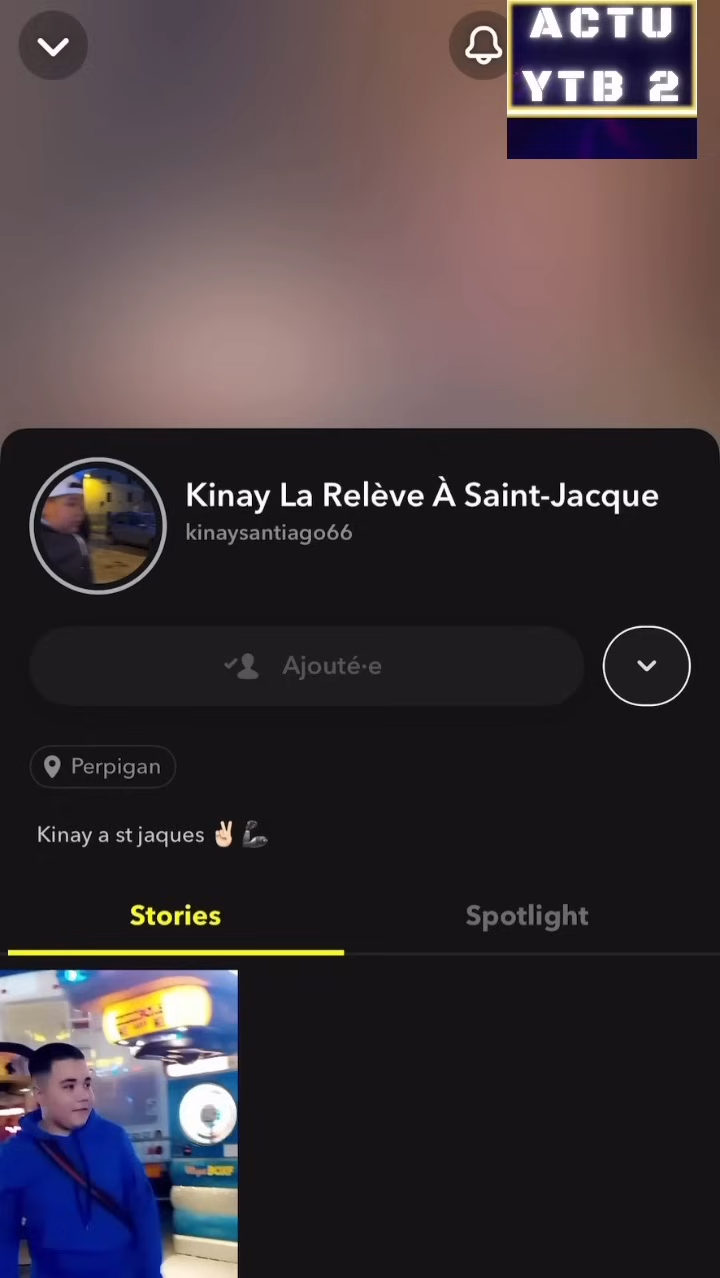 ACTU
YTB 2
Kinay La Relève À Saint-Jacque
kinaysantiago66
Ajouté·e
Perpigan
Kinay a st jaques ✌🏻🦾
Stories
Spotlight